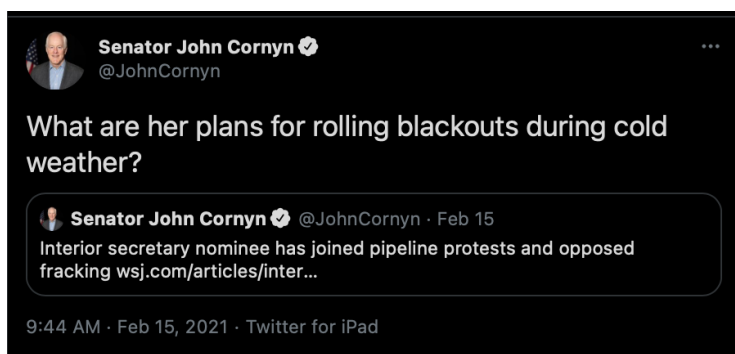 Senator John Cornyn
@JohnCornyn
What are her plans for rolling blackouts during cold
weather?
Senator John Cornyn @JohnCornyn · Feb 15
Interior secretary nominee has joined pipeline protests and opposed
fracking wsj.com/articles/inter...
9:44 AM · Feb 15, 2021 · Twitter for iPad